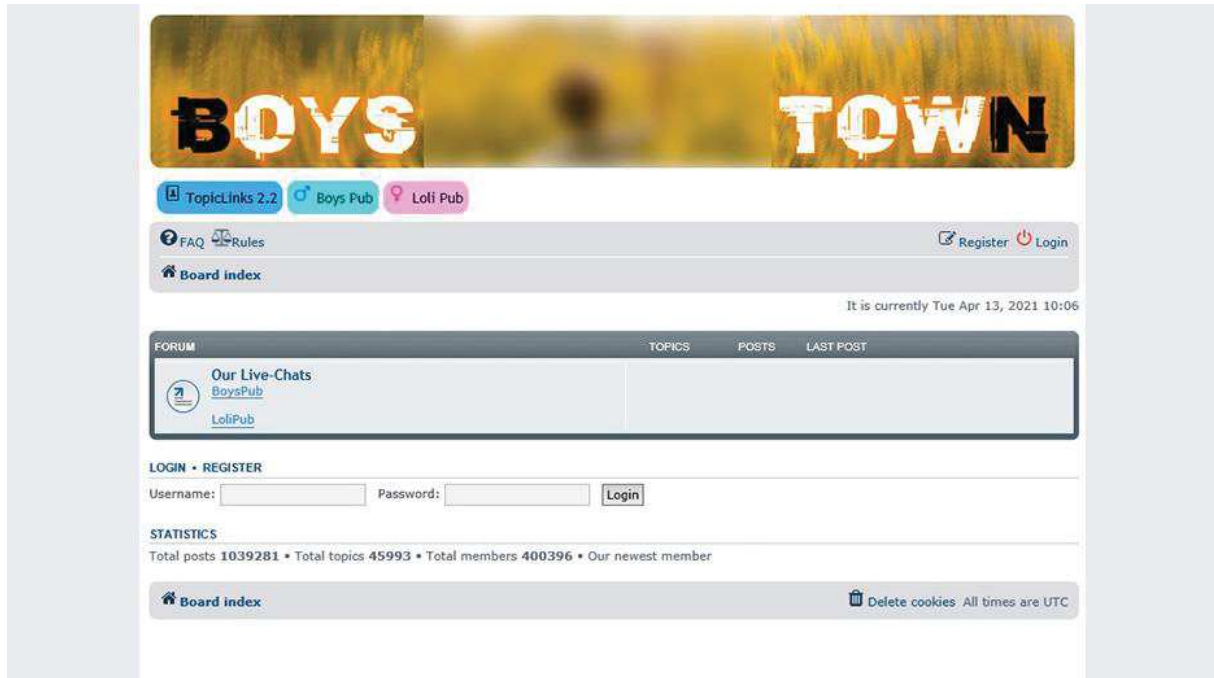 BOYS TOWN
TopicLinks 2.2 Boys Pub Loli Pub
FAQ Rules Register Login
Board index
It is currently Tue Apr 13, 2021 10:06
FORUM TOPICS POSTS LAST POST
Our Live-Chats
BoysPub
LoliPub
LOGIN • REGISTER
Username: Password: Login
STATISTICS
Total posts 1039281 • Total topics 45993 • Total members 400396 • Our newest member
Board index Delete cookies All times are UTC